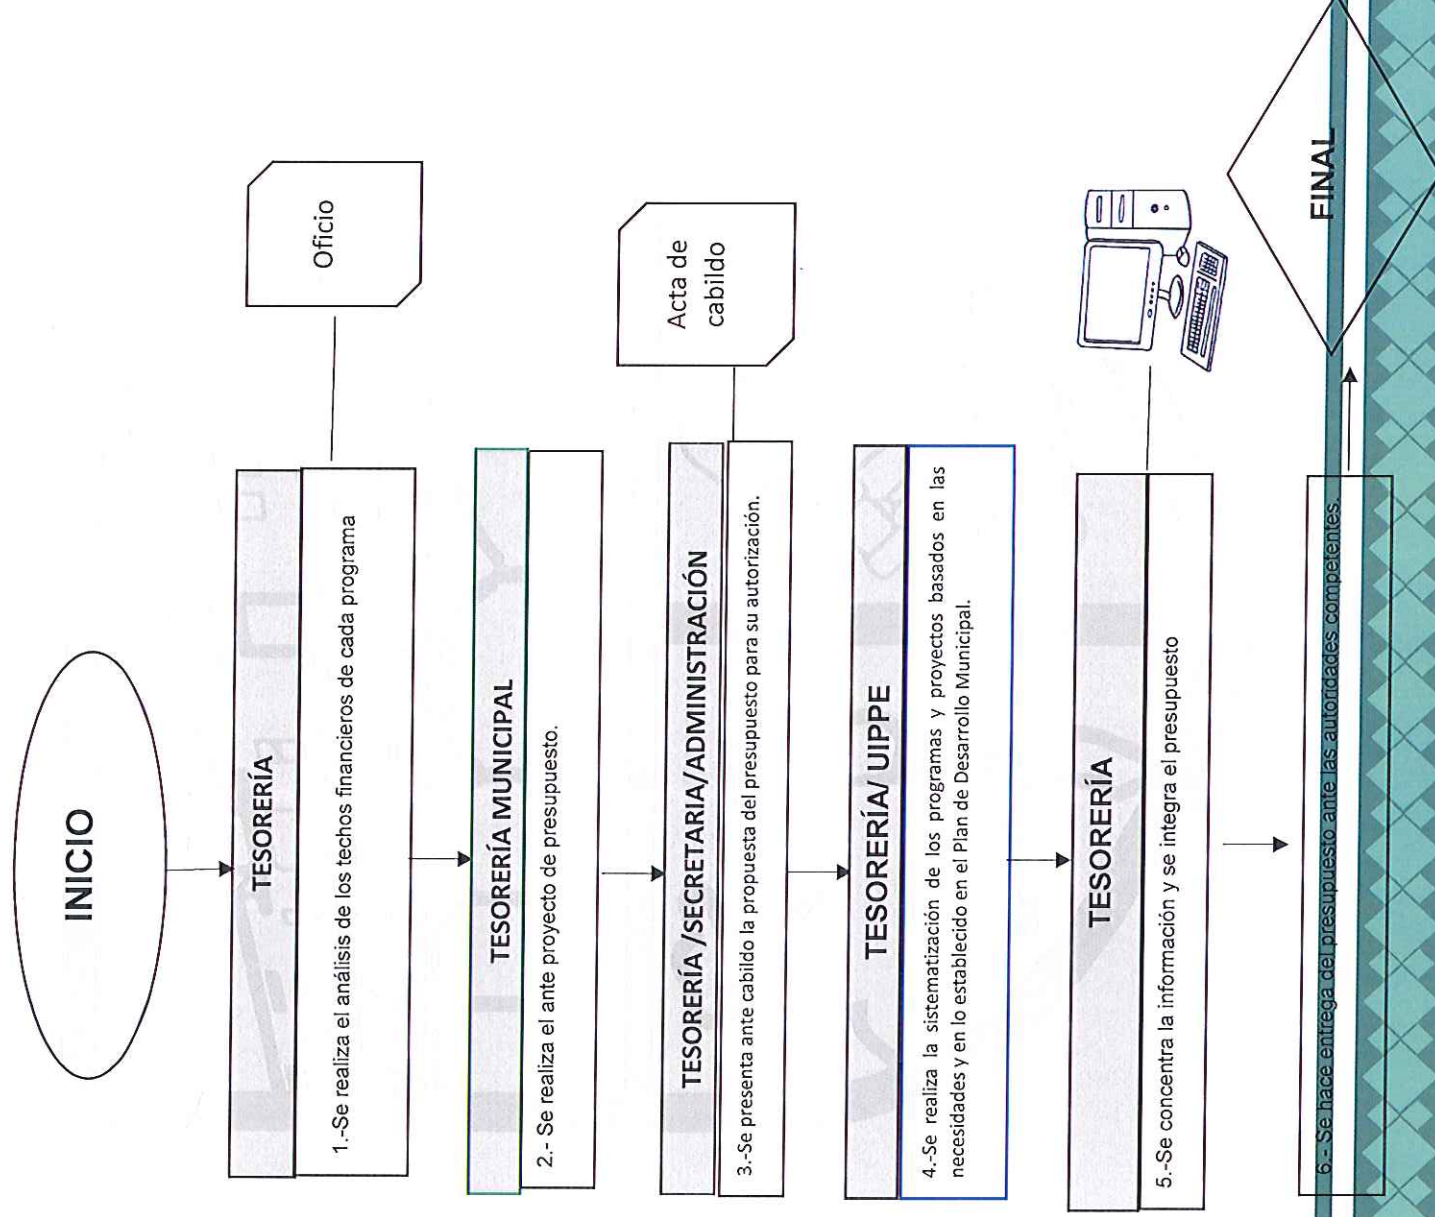 INICIO
TESORERÍA
1.-Se realiza el análisis de los techos financieros de cada programa
Oficio
TESORERÍA MUNICIPAL
2.- Se realiza el ante proyecto de presupuesto.
TESORERÍA /SECRETARIA/ADMINISTRACIÓN
3.-Se presenta ante cabildo la propuesta del presupuesto para su autorización.
Acta de
cabildo
TESORERÍA/ UIPPE
4.-Se realiza la sistematización de los programas y proyectos basados en las
necesidades y en lo establecido en el Plan de Desarrollo Municipal.
TESORERÍA
5.-Se concentra la información y se integra el presupuesto
6.- Se hace entrega del presupuesto ante las autoridades competentes.
FINAL